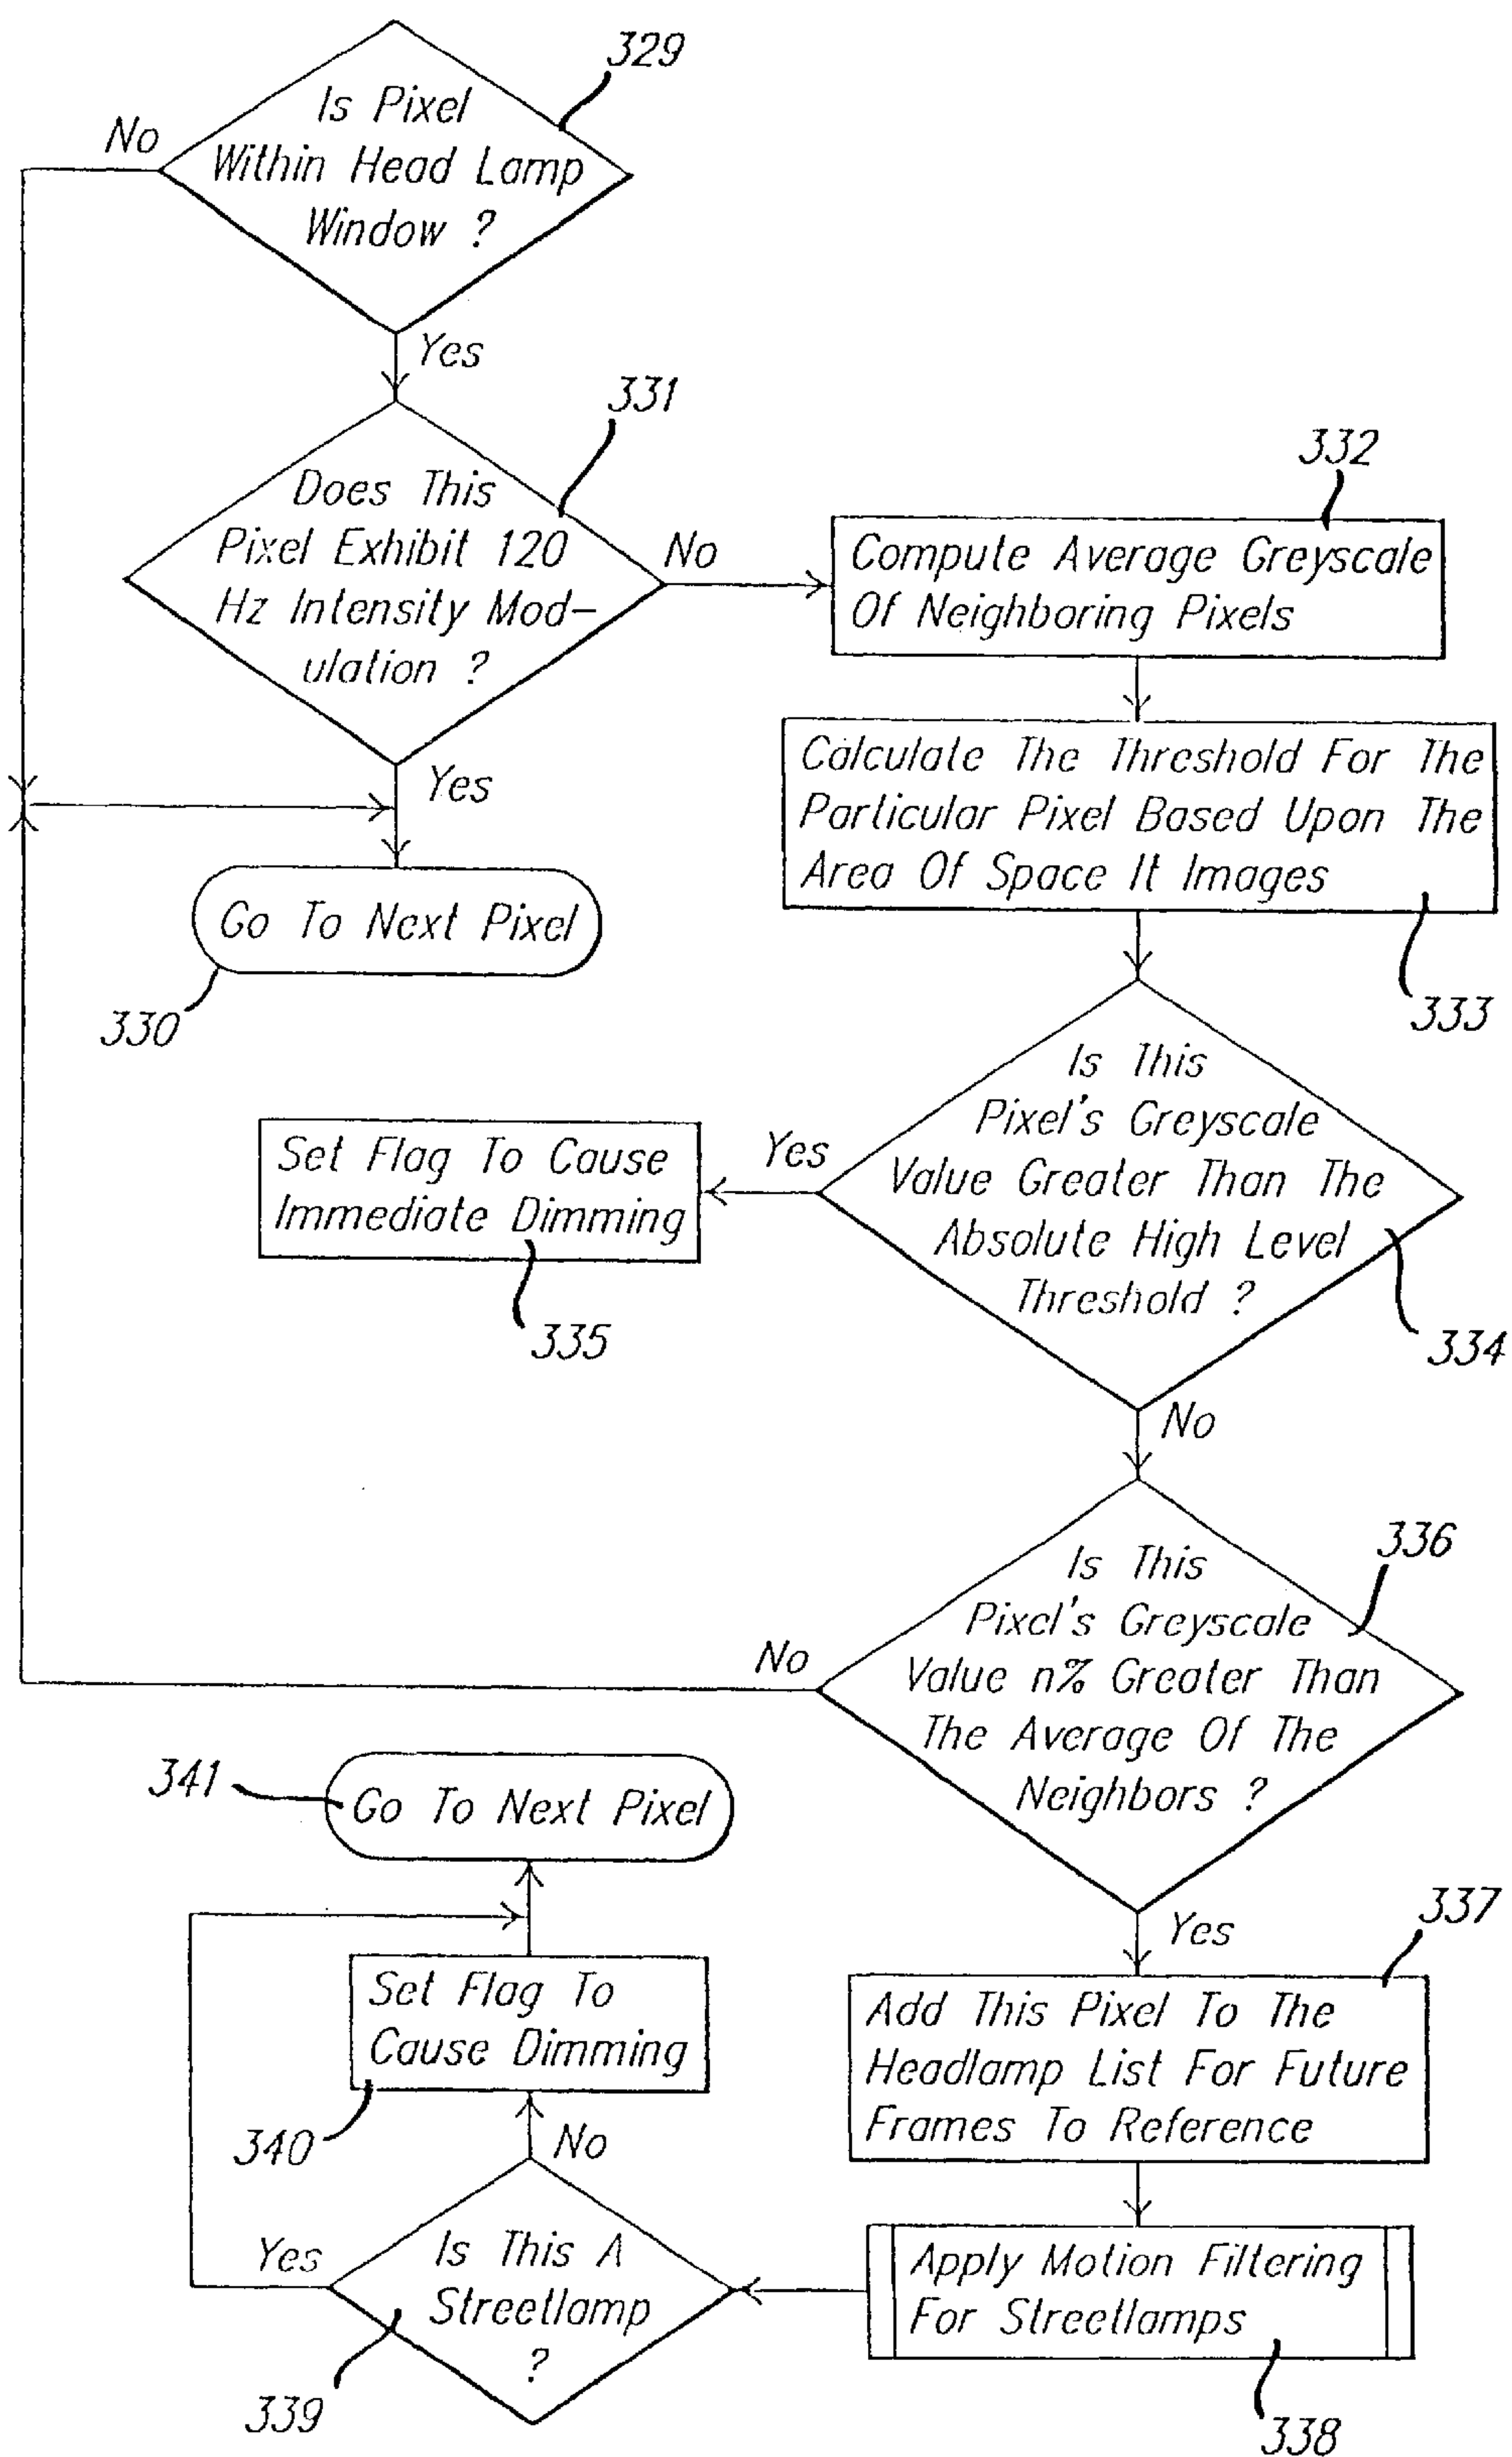 329
Is Pixel
Within Head Lamp
Window ?
No
Yes
331
Does This
Pixel Exhibit 120
Hz Intensity Mod-
ulation ?
No
Yes
332
Compute Average Greyscale
Of Neighboring Pixels
Calculate The Threshold For The
Particular Pixel Based Upon The
Area Of Space It Images
333
Go To Next Pixel
330
Is This
Pixel's Greyscale
Value Greater Than The
Absolute High Level
Threshold ?
334
Yes
Set Flag To Cause
Immediate Dimming
335
No
336
Is This
Pixel's Greyscale
Value n% Greater Than
The Average Of The
Neighbors ?
No
Yes
337
Add This Pixel To The
Headlamp List For Future
Frames To Reference
Apply Motion Filtering
For Streetlamps
338
Is This A
Streetlamp
?
339
Yes
No
Set Flag To
Cause Dimming
340
341
Go To Next Pixel